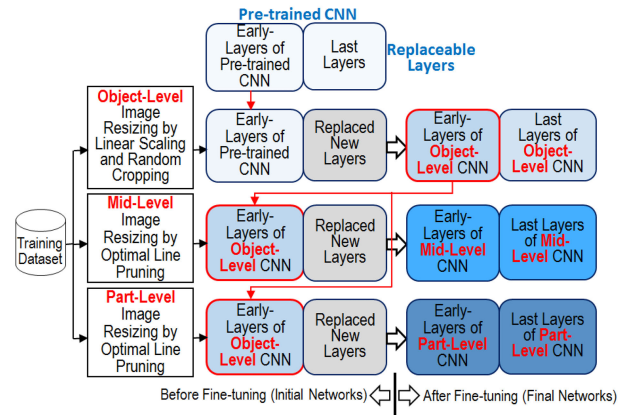 Pre-trained CNN
Early-
Layers of
Pre-trained CNN
Last
Layers
Replaceable
Layers
Object-Level
Image
Resizing by
Linear Scaling
and Random
Cropping
Early-
Layers of
Pre-trained CNN
Replaced
New
Layers
Early-
Layers of
Object-Level CNN
Last
Layers of
Object-
Level CNN
Training
Dataset
Mid-Level
Image
Resizing by
Optimal Line
Pruning
Early-
Layers of
Object-
Level CNN
Replaced
New
Layers
Early-
Layers of
Mid-Level
CNN
Last Layers
of Mid-
Level CNN
Part-Level
Image
Resizing by
Optimal Line
Pruning
Early-
Layers of
Object-
Level CNN
Replaced
New
Layers
Early-
Layers of
Part-Level
CNN
Last Layers
of Part-
Level CNN
Before Fine-tuning (Initial Networks)
After Fine-tuning (Final Networks)